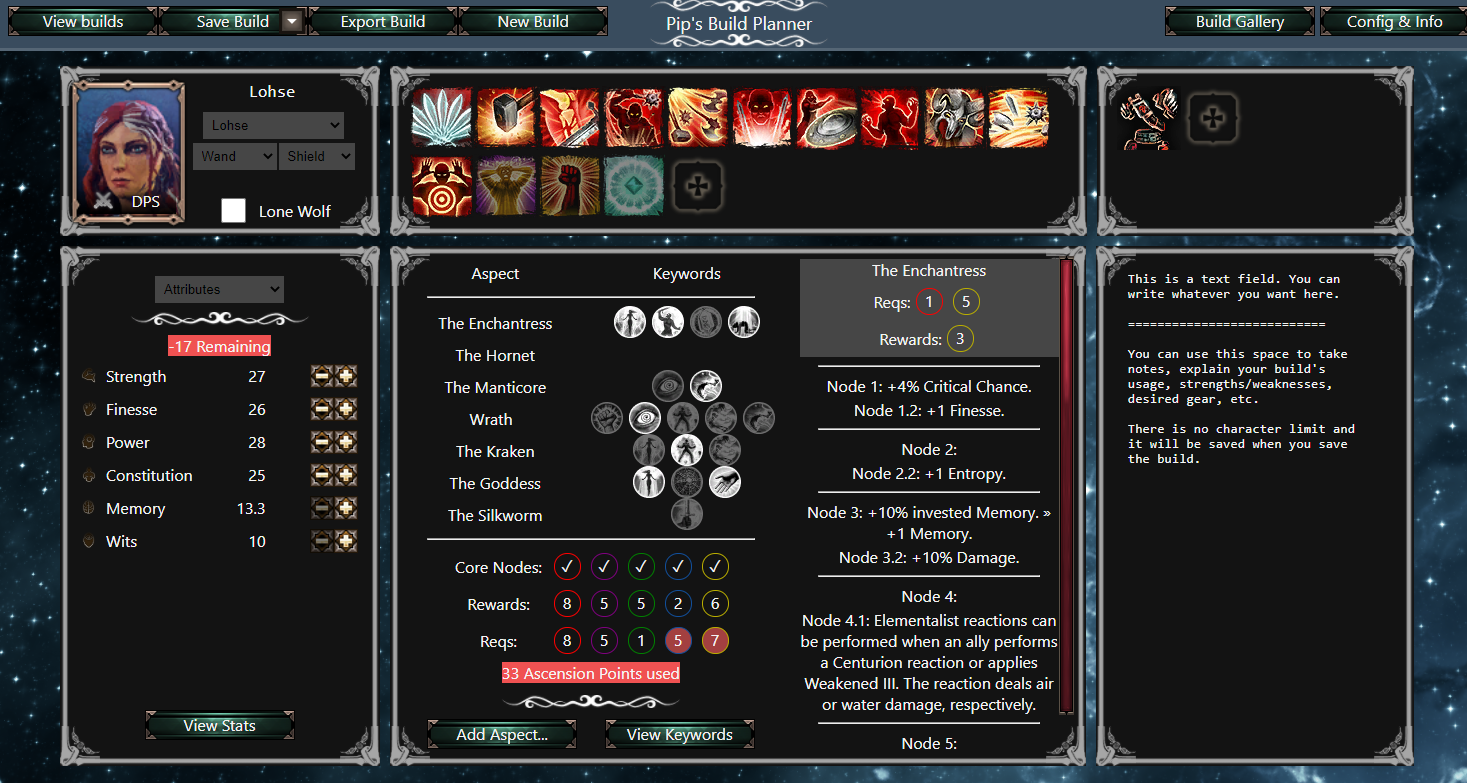 View builds
Save Build
Export Build
New Build
Pip's Build Planner
Build Gallery
Config & Info
Lohse
Lohse
Wand
Shield
DPS
Lone Wolf
Attributes
-17 Remaining
Strength 27
Finesse 26
Power 28
Constitution 25
Memory 13.3
Wits 10
View Stats
Aspect Keywords
The Enchantress
The Hornet
The Manticore
Wrath
The Kraken
The Goddess
The Silkworm
Core Nodes: ✓ ✓ ✓ ✓ ✓
Rewards: 8 5 5 2 6
Reqs: 8 5 1 5 7
33 Ascension Points used
Add Aspect...
View Keywords
The Enchantress
Reqs: 1 5
Rewards: 3
Node 1: +4% Critical Chance.
Node 1.2: +1 Finesse.
Node 2:
Node 2.2: +1 Entropy.
Node 3: +10% invested Memory. »
+1 Memory.
Node 3.2: +10% Damage.
Node 4:
Node 4.1: Elementalist reactions can
be performed when an ally performs
a Centurion reaction or applies
Weakened III. The reaction deals air
or water damage, respectively.
Node 5:
This is a text field. You can
write whatever you want here.
===========================
You can use this space to take
notes, explain your build's
usage, strengths/weaknesses,
desired gear, etc.
There is no character limit and
it will be saved when you save
the build.